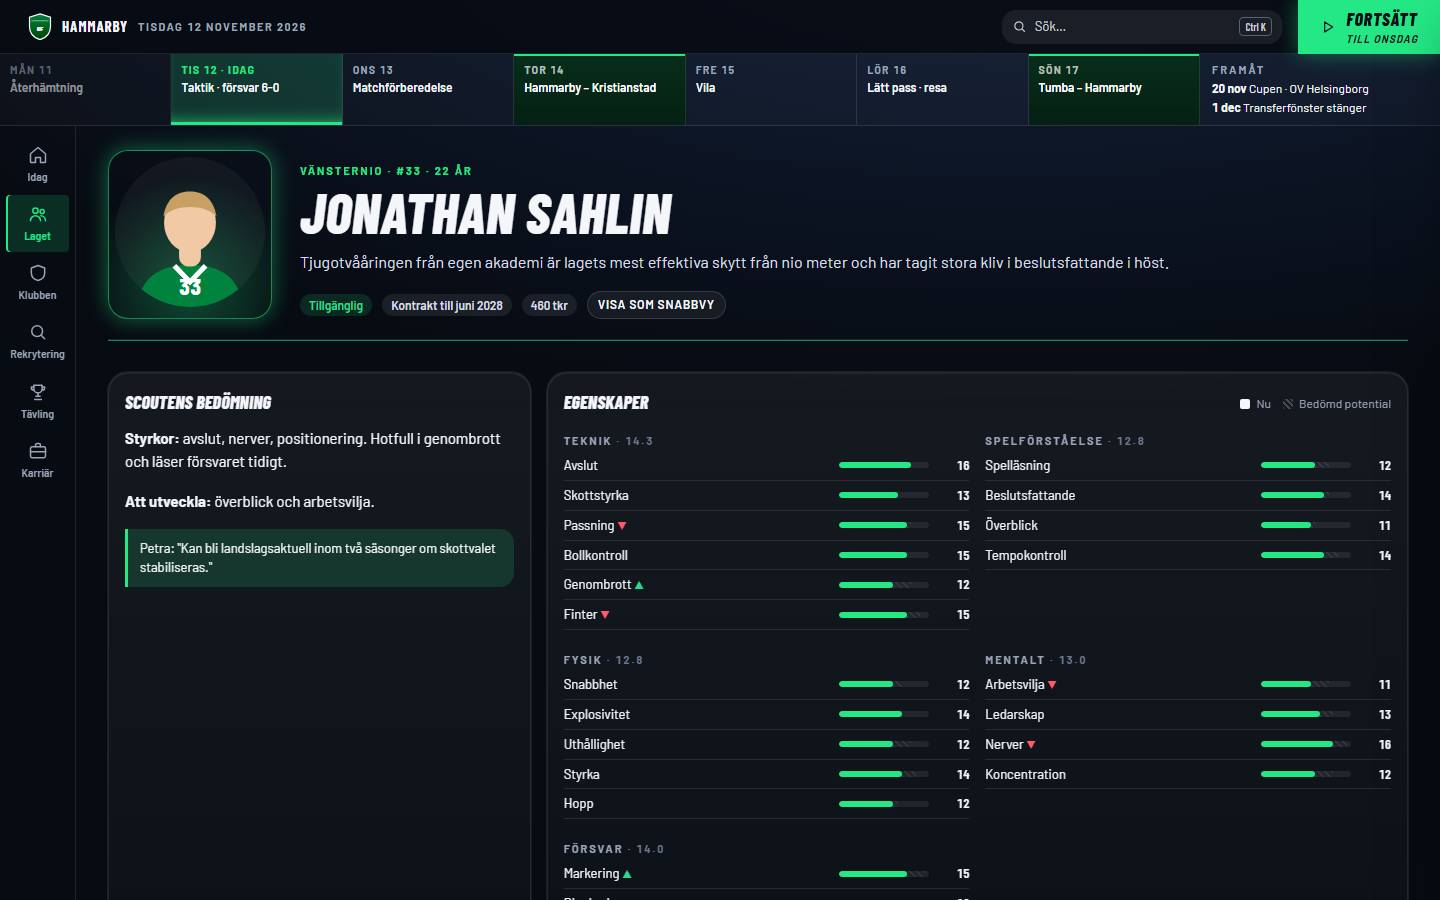 HAMMARBY TISDAG 12 NOVEMBER 2026
Sök... Ctrl K
FORTSÄTT
TILL ONSDAG
MÅN 11
Återhämtning
TIS 12 · IDAG
Taktik · försvar 6-0
ONS 13
Matchförberedelse
TOR 14
Hammarby – Kristianstad
FRE 15
Vila
LÖR 16
Lätt pass · resa
SÖN 17
Tumba – Hammarby
FRAMÅT
20 nov Cupen · OV Helsingborg
1 dec Transferfönster stänger
Idag
Laget
Klubben
Rekrytering
Tävling
Karriär
33
VÄNSTERNIO · #33 · 22 ÅR
JONATHAN SAHLIN
Tjugotvååringen från egen akademi är lagets mest effektiva skytt från nio meter och har tagit stora kliv i beslutsfattande i höst.
Tillgänglig Kontrakt till juni 2028 460 tkr VISA SOM SNABBVY
SCOUTENS BEDÖMNING
Styrkor: avslut, nerver, positionering. Hotfull i genombrott
och läser försvaret tidigt.
Att utveckla: överblick och arbetsvilja.
Petra: "Kan bli landslagsaktuell inom två säsonger om skottvalet
stabiliseras."
EGENSKAPER
Nu Bedömd potential
TEKNIK · 14.3
Avslut 16
Skottstyrka 13
Passning ▼ 15
Bollkontroll 15
Genombrott ▲ 12
Finter ▼ 15
SPELFÖRSTÅELSE · 12.8
Spelläsning 12
Beslutsfattande 14
Överblick 11
Tempokontroll 14
FYSIK · 12.8
Snabbhet 12
Explosivitet 14
Uthållighet 12
Styrka 14
Hopp 12
MENTALT · 13.0
Arbetsvilja ▼ 11
Ledarskap 13
Nerver ▼ 16
Koncentration 12
FÖRSVAR · 14.0
Markering ▲ 15